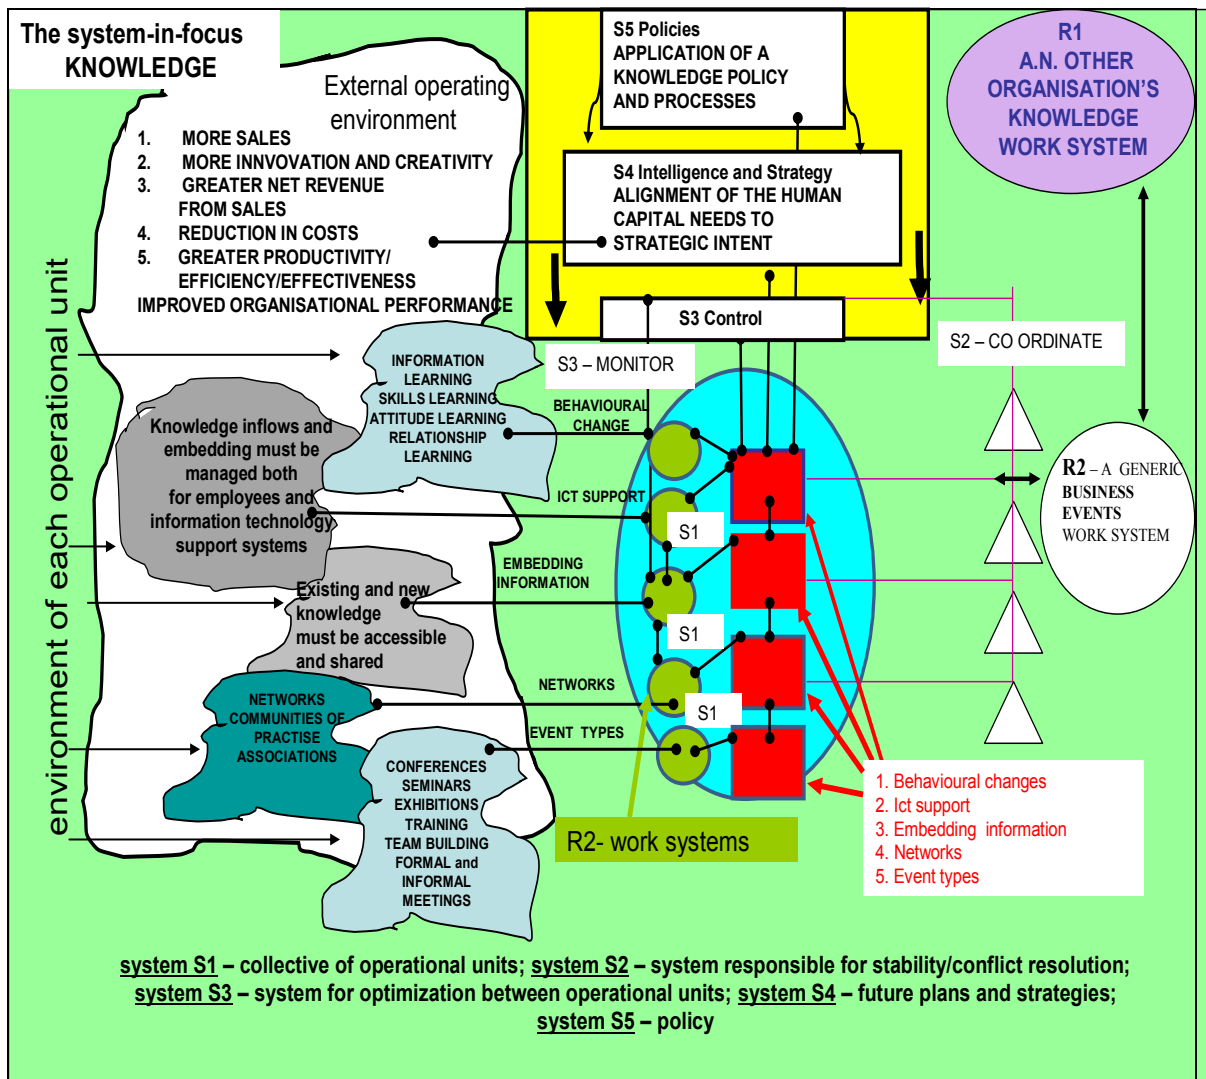 The system-in-focus
KNOWLEDGE
External operating
environment
1. MORE SALES
2. MORE INNVOVATION AND CREATIVITY
3. GREATER NET REVENUE
FROM SALES
4. REDUCTION IN COSTS
5. GREATER PRODUCTIVITY/
EFFICIENCY/EFFECTIVENESS
IMPROVED ORGANISATIONAL PERFORMANCE
S5 Policies
APPLICATION OF A
KNOWLEDGE POLICY
AND PROCESSES
S4 Intelligence and Strategy
ALIGNMENT OF THE HUMAN
CAPITAL NEEDS TO
STRATEGIC INTENT
S3 Control
R1
A.N. OTHER
ORGANISATION'S
KNOWLEDGE
WORK SYSTEM
S2 – CO ORDINATE
R2 – A GENERIC
BUSINESS
EVENTS
WORK SYSTEM
environment of each operational unit
INFORMATION
LEARNING
SKILLS LEARNING
ATTITUDE LEARNING
RELATIONSHIP
LEARNING
S3 – MONITOR
BEHAVIOURAL
CHANGE
Knowledge inflows and
embedding must be
managed both
for employees and
information technology
support systems
ICT SUPPORT
S1
EMBEDDING
INFORMATION
Existing and new
knowledge
must be accessible
and shared
S1
NETWORKS
NETWORKS
COMMUNITIES OF
PRACTISE
ASSOCIATIONS
S1
EVENT TYPES
CONFERENCES
SEMINARS
EXHIBITIONS
TRAINING
TEAM BUILDING
FORMAL and
INFORMAL
MEETINGS
R2- work systems
1. Behavioural changes
2. Ict support
3. Embedding information
4. Networks
5. Event types
system S1 – collective of operational units; system S2 – system responsible for stability/conflict resolution;
system S3 – system for optimization between operational units; system S4 – future plans and strategies;
system S5 – policy